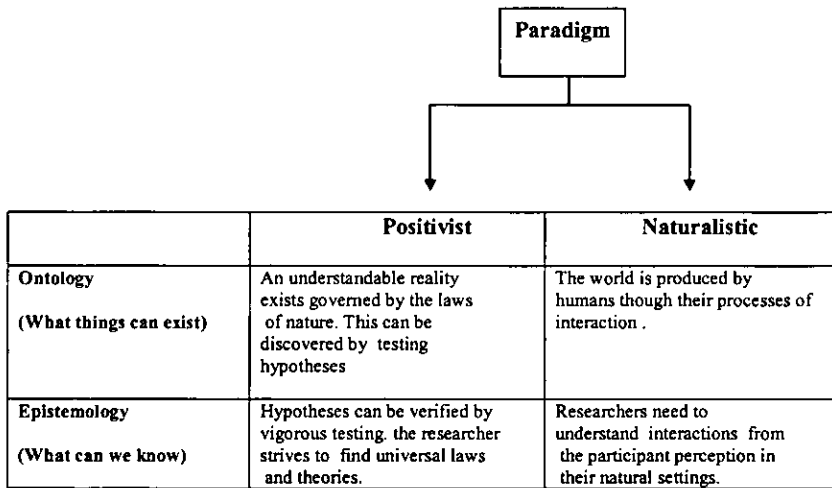 Paradigm
Positivist
Naturalistic
Ontology
(What things can exist)
An understandable reality
exists governed by the laws
of nature. This can be
discovered by testing
hypotheses
The world is produced by
humans though their processes of
interaction .
Epistemology
(What can we know)
Hypotheses can be verified by
vigorous testing. the researcher
strives to find universal laws
and theories.
Researchers need to
understand interactions from
the participant perception in
their natural settings.